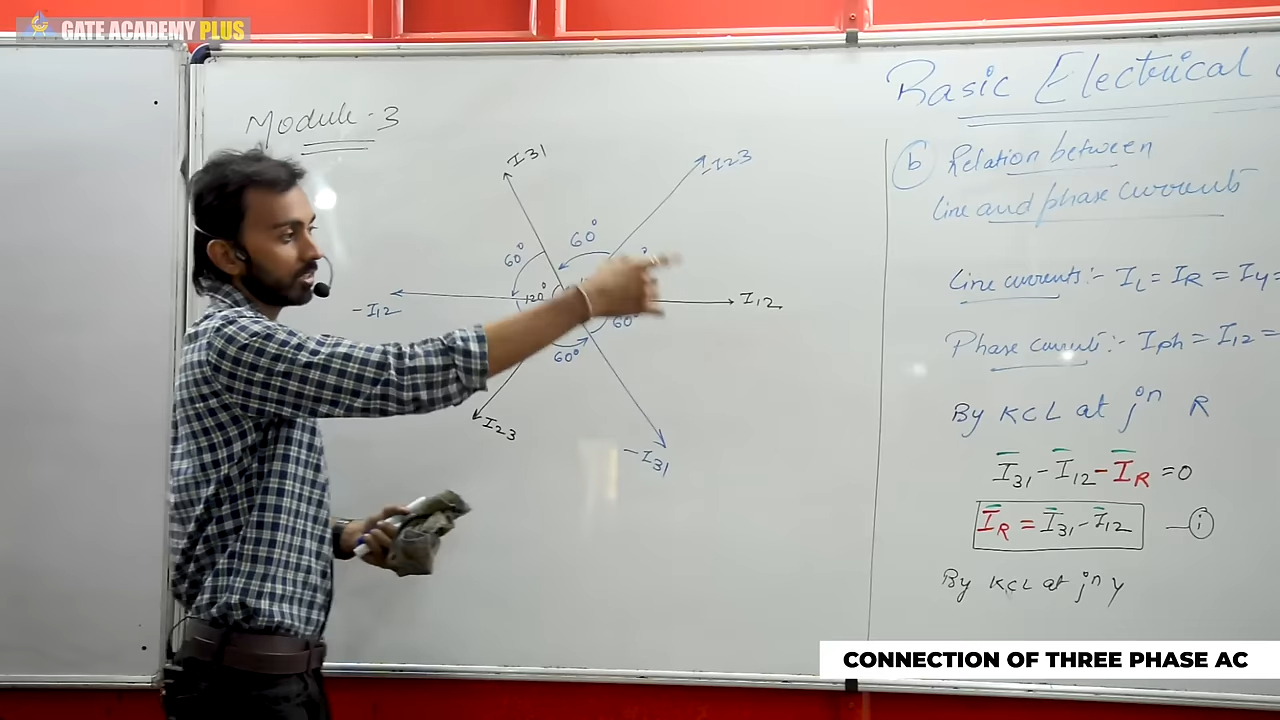 GATE ACADEMY PLUS
Module-3
I31
-I23
60°
60°
-I12
120°
I12
60°
60°
I23
-I31
Basic Electrical
b Relation between
line and phase currents
Line currents:- IL = IR = Iy =
Phase currents:- Iph = I12 =
By KCL at jn R
I31 - I12 - IR = 0
IR = I31 - I12 — i
By KCL at jn y
CONNECTION OF THREE PHASE AC